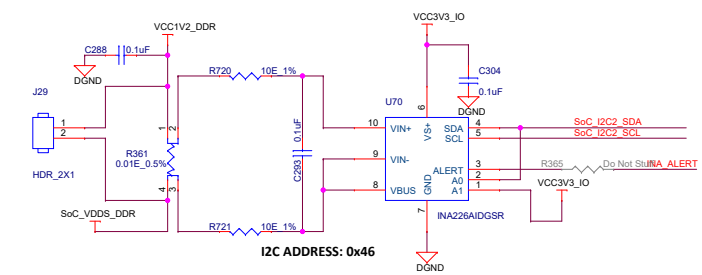 VCC1V2_DDR
VCC3V3_IO
C288
0.1uF
DGND
R720
10E_1%
C304
0.1uF
DGND
J29
1
2
HDR_2X1
1
2
R361
0.01E_0.5%
4
3
0.1uF
C293
U70
6
10
VIN+
VS+
SDA
4
SoC_I2C2_SDA
SCL
5
SoC_I2C2_SCL
9
VIN-
ALERT
3
R365
Do Not Stuff
INA_ALERT
8
VBUS
GND
A0
2
A1
1
VCC3V3_IO
7
INA226AIDGSR
SoC_VDDS_DDR
R721
10E_1%
I2C ADDRESS: 0x46
DGND